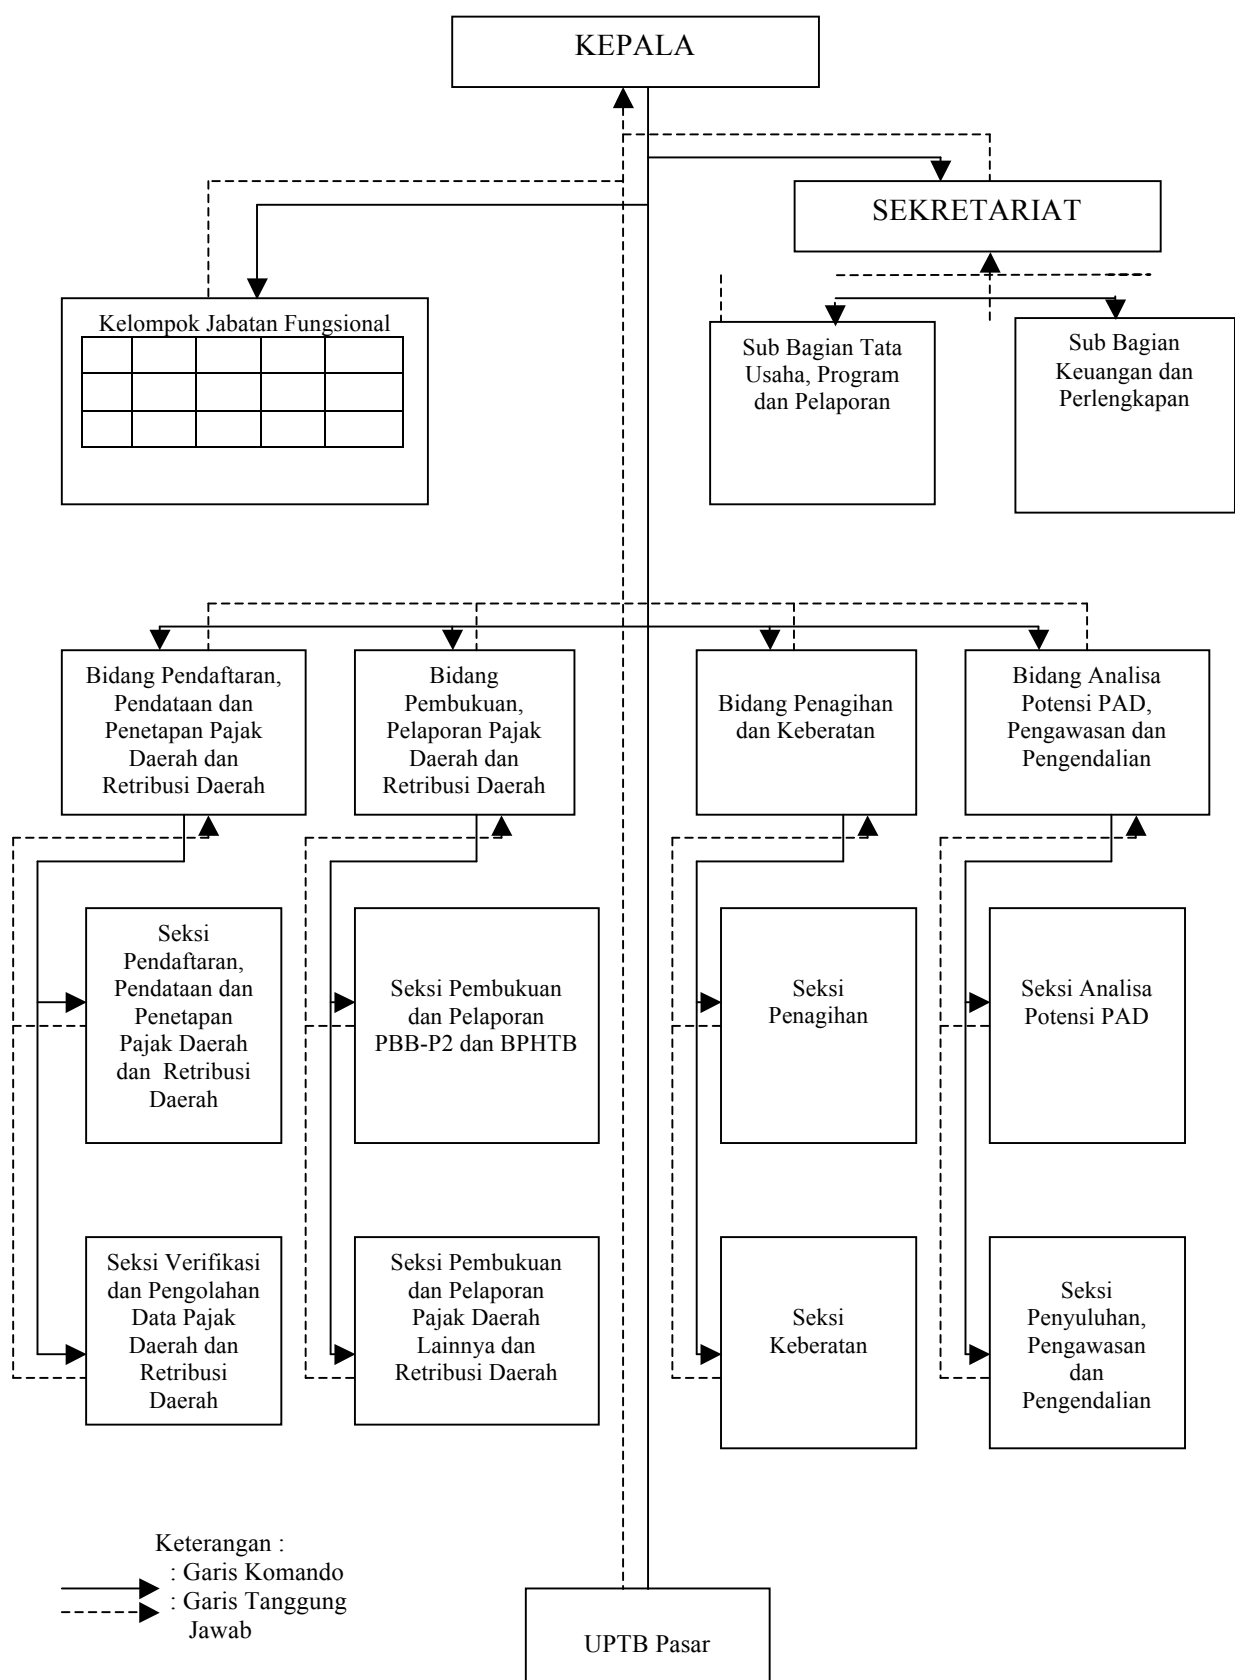 KEPALA
SEKRETARIAT
Kelompok Jabatan Fungsional
Sub Bagian Tata
Usaha, Program
dan Pelaporan
Sub Bagian
Keuangan dan
Perlengkapan
Bidang Pendaftaran,
Pendataan dan
Penetapan Pajak
Daerah dan
Retribusi Daerah
Bidang
Pembukuan,
Pelaporan Pajak
Daerah dan
Retribusi Daerah
Bidang Penagihan
dan Keberatan
Bidang Analisa
Potensi PAD,
Pengawasan dan
Pengendalian
Seksi
Pendaftaran,
Pendataan dan
Penetapan
Pajak Daerah
dan Retribusi
Daerah
Seksi Pembukuan
dan Pelaporan
PBB-P2 dan BPHTB
Seksi
Penagihan
Seksi Analisa
Potensi PAD
Seksi Verifikasi
dan Pengolahan
Data Pajak
Daerah dan
Retribusi
Daerah
Seksi Pembukuan
dan Pelaporan
Pajak Daerah
Lainnya dan
Retribusi Daerah
Seksi
Keberatan
Seksi
Penyuluhan,
Pengawasan
dan
Pengendalian
Keterangan :
: Garis Komando
: Garis Tanggung
Jawab
UPTB Pasar